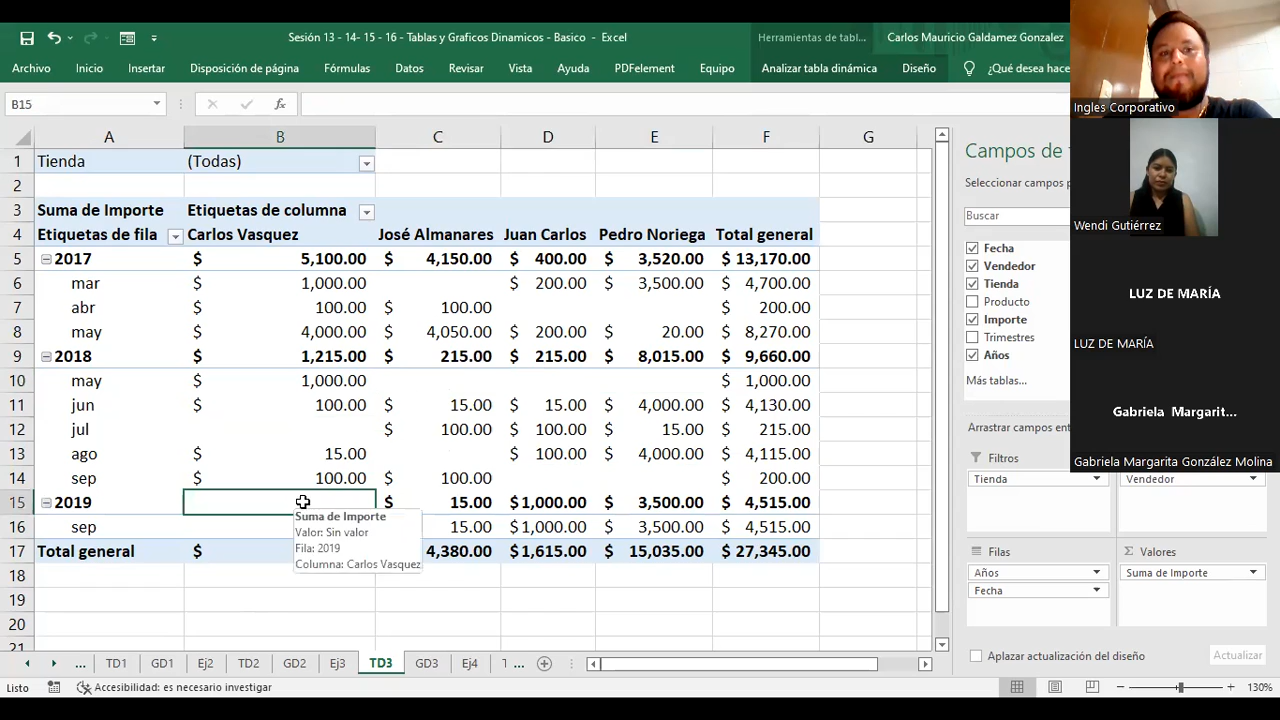 Sesión 13 - 14- 15 - 16 - Tablas y Graficos Dinamicos - Basico - Excel
Herramientas de tabl...
Carlos Mauricio Galdamez Gonzalez
Archivo Inicio Insertar Disposición de página Fórmulas Datos Revisar Vista Ayuda PDFelement Equipo Analizar tabla dinámica Diseño ¿Qué desea hace
B15 fx
A B C D E F G
1 Tienda (Todas)
2
3 Suma de Importe Etiquetas de columna
4 Etiquetas de fila Carlos Vasquez José Almanares Juan Carlos Pedro Noriega Total general
5 2017 $ 5,100.00 $ 4,150.00 $ 400.00 $ 3,520.00 $ 13,170.00
6 mar $ 1,000.00 $ 200.00 $ 3,500.00 $ 4,700.00
7 abr $ 100.00 $ 100.00 $ 200.00
8 may $ 4,000.00 $ 4,050.00 $ 200.00 $ 20.00 $ 8,270.00
9 2018 $ 1,215.00 $ 215.00 $ 215.00 $ 8,015.00 $ 9,660.00
10 may $ 1,000.00 $ 1,000.00
11 jun $ 100.00 $ 15.00 $ 15.00 $ 4,000.00 $ 4,130.00
12 jul $ 100.00 $ 100.00 $ 15.00 $ 215.00
13 ago $ 15.00 $ 100.00 $ 4,000.00 $ 4,115.00
14 sep $ 100.00 $ 100.00 $ 200.00
15 2019 $ 15.00 $1,000.00 $ 3,500.00 $ 4,515.00
16 sep 15.00 $1,000.00 $ 3,500.00 $ 4,515.00
17 Total general $ 4,380.00 $1,615.00 $ 15,035.00 $ 27,345.00
18
19
20
21
Suma de Importe
Valor: Sin valor
Fila: 2019
Columna: Carlos Vasquez
Campos de
Seleccionar campos p
Buscar
Fecha
Vendedor
Tienda
Producto
Importe
Trimestres
Años
Más tablas...
Arrastrar campos ent
Filtros
Tienda Vendedor
Filas Σ Valores
Años Suma de Importe
Fecha
Aplazar actualización del diseño Actualizar
... TD1 GD1 Ej2 TD2 GD2 Ej3 TD3 GD3 Ej4 T ...
Listo Accesibilidad: es necesario investigar 130%
Ingles Corporativo
Wendi Gutiérrez
LUZ DE MARÍA
LUZ DE MARÍA
Gabriela Margarit...
Gabriela Margarita González Molina